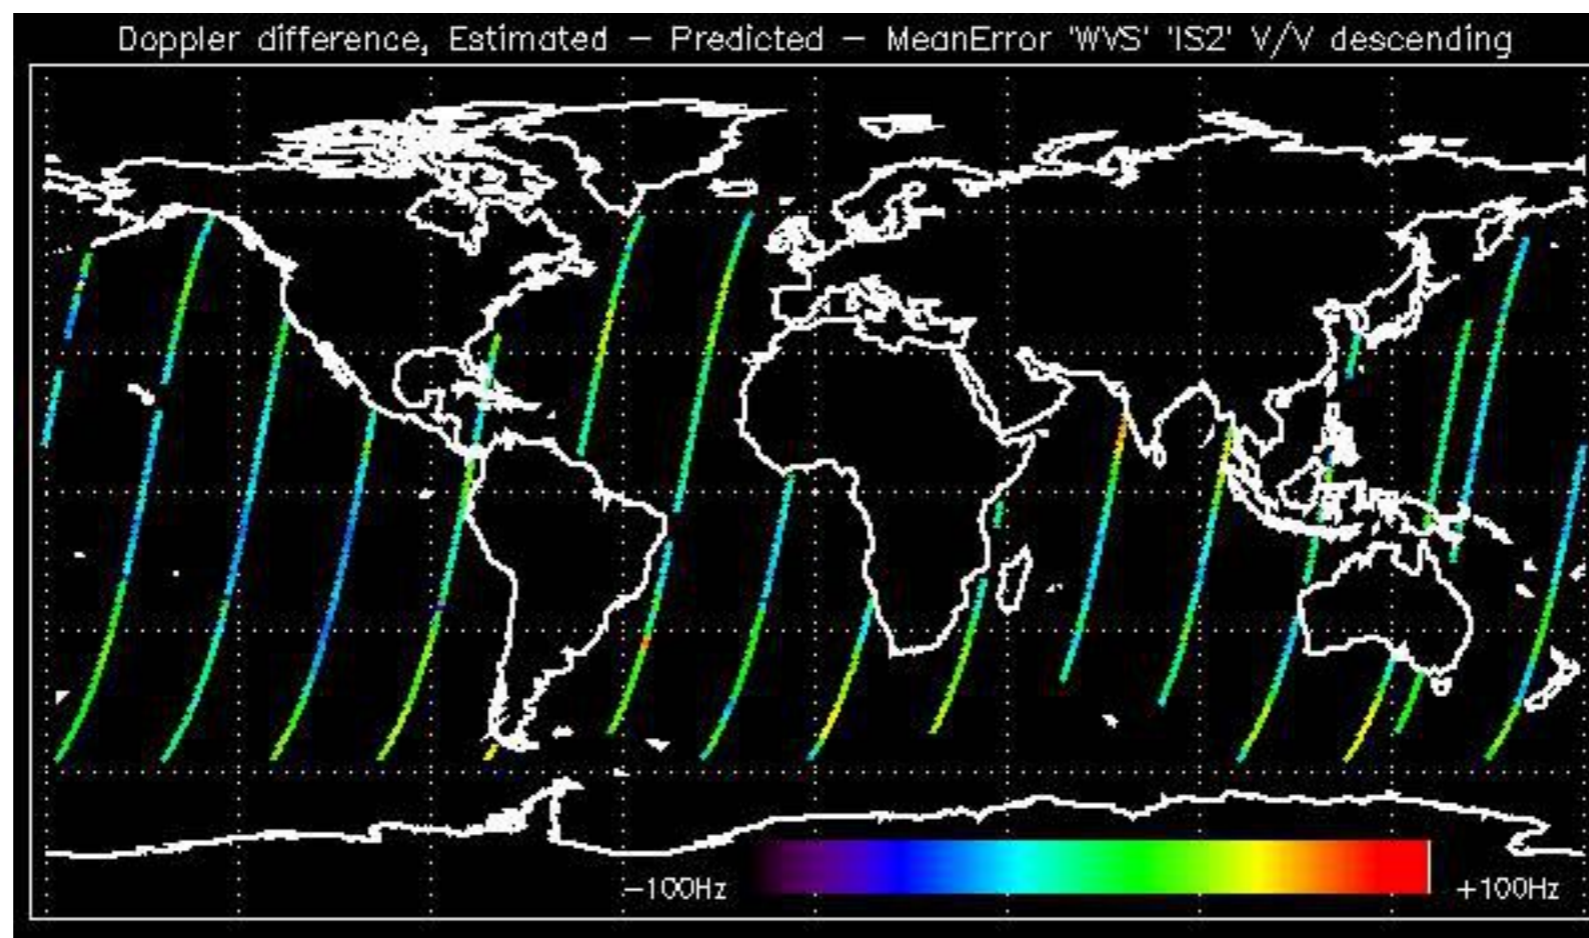 Doppler difference, Estimated – Predicted – MeanError 'WVS' 'IS2' V/V descending
-100Hz +100Hz